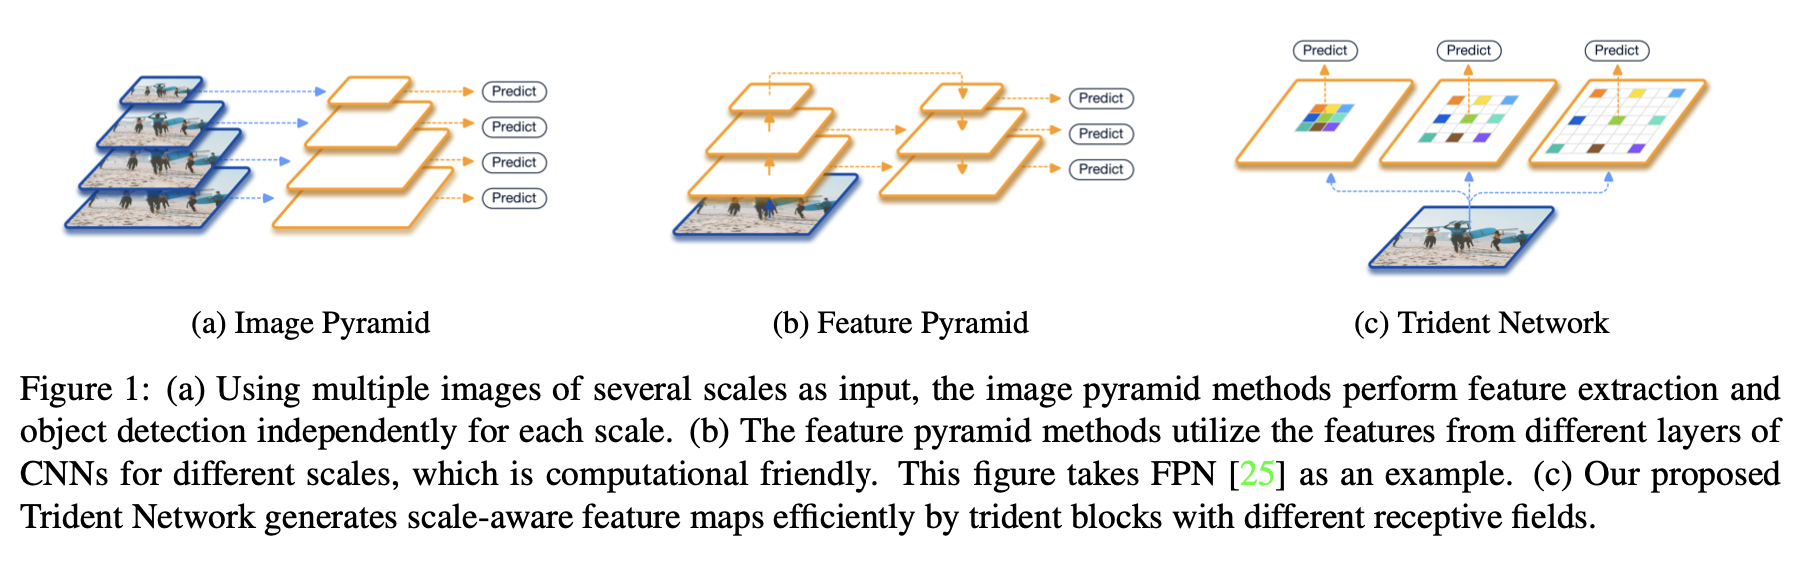 Predict
Predict
Predict
Predict
(a) Image Pyramid
Predict
Predict
Predict
(b) Feature Pyramid
Predict
Predict
Predict
(c) Trident Network
Figure 1: (a) Using multiple images of several scales as input, the image pyramid methods perform feature extraction and
object detection independently for each scale. (b) The feature pyramid methods utilize the features from different layers of
CNNs for different scales, which is computational friendly. This figure takes FPN [25] as an example. (c) Our proposed
Trident Network generates scale-aware feature maps efficiently by trident blocks with different receptive fields.